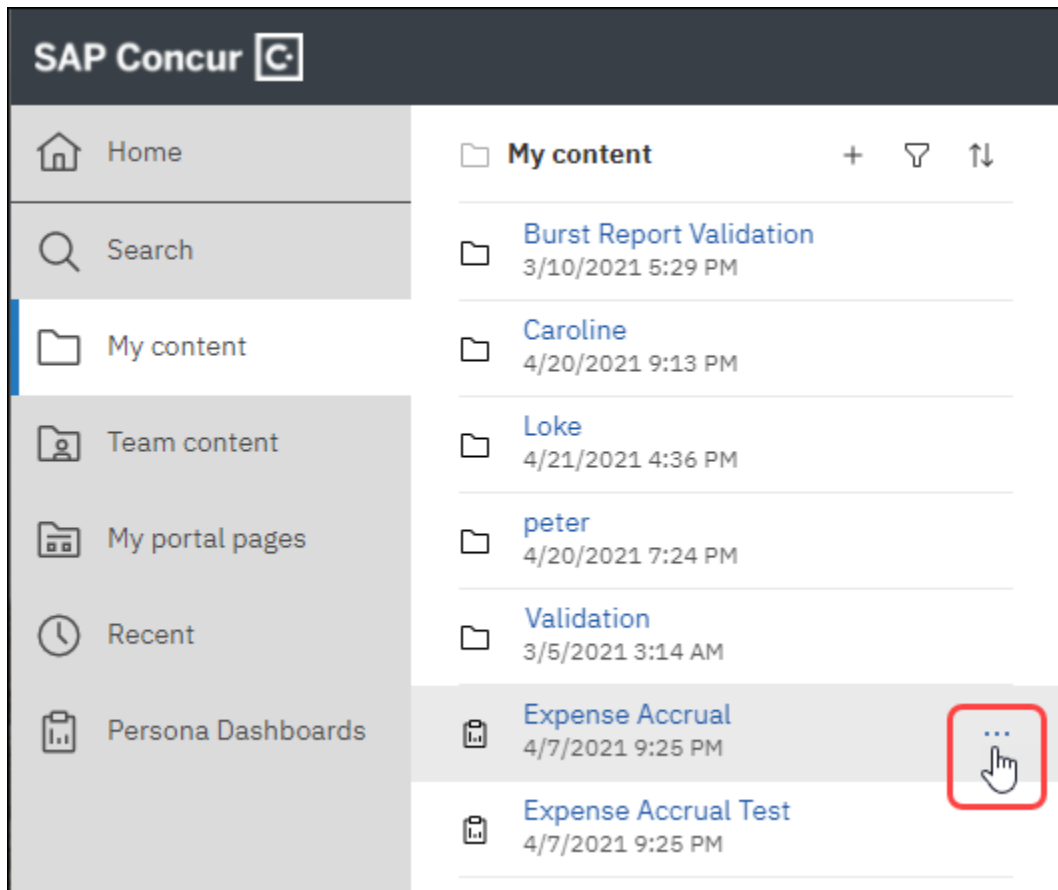 SAP Concur C
Home
Search
My content
Team content
My portal pages
Recent
Persona Dashboards
My content
Burst Report Validation
3/10/2021 5:29 PM
Caroline
4/20/2021 9:13 PM
Loke
4/21/2021 4:36 PM
peter
4/20/2021 7:24 PM
Validation
3/5/2021 3:14 AM
Expense Accrual
4/7/2021 9:25 PM
...
Expense Accrual Test
4/7/2021 9:25 PM